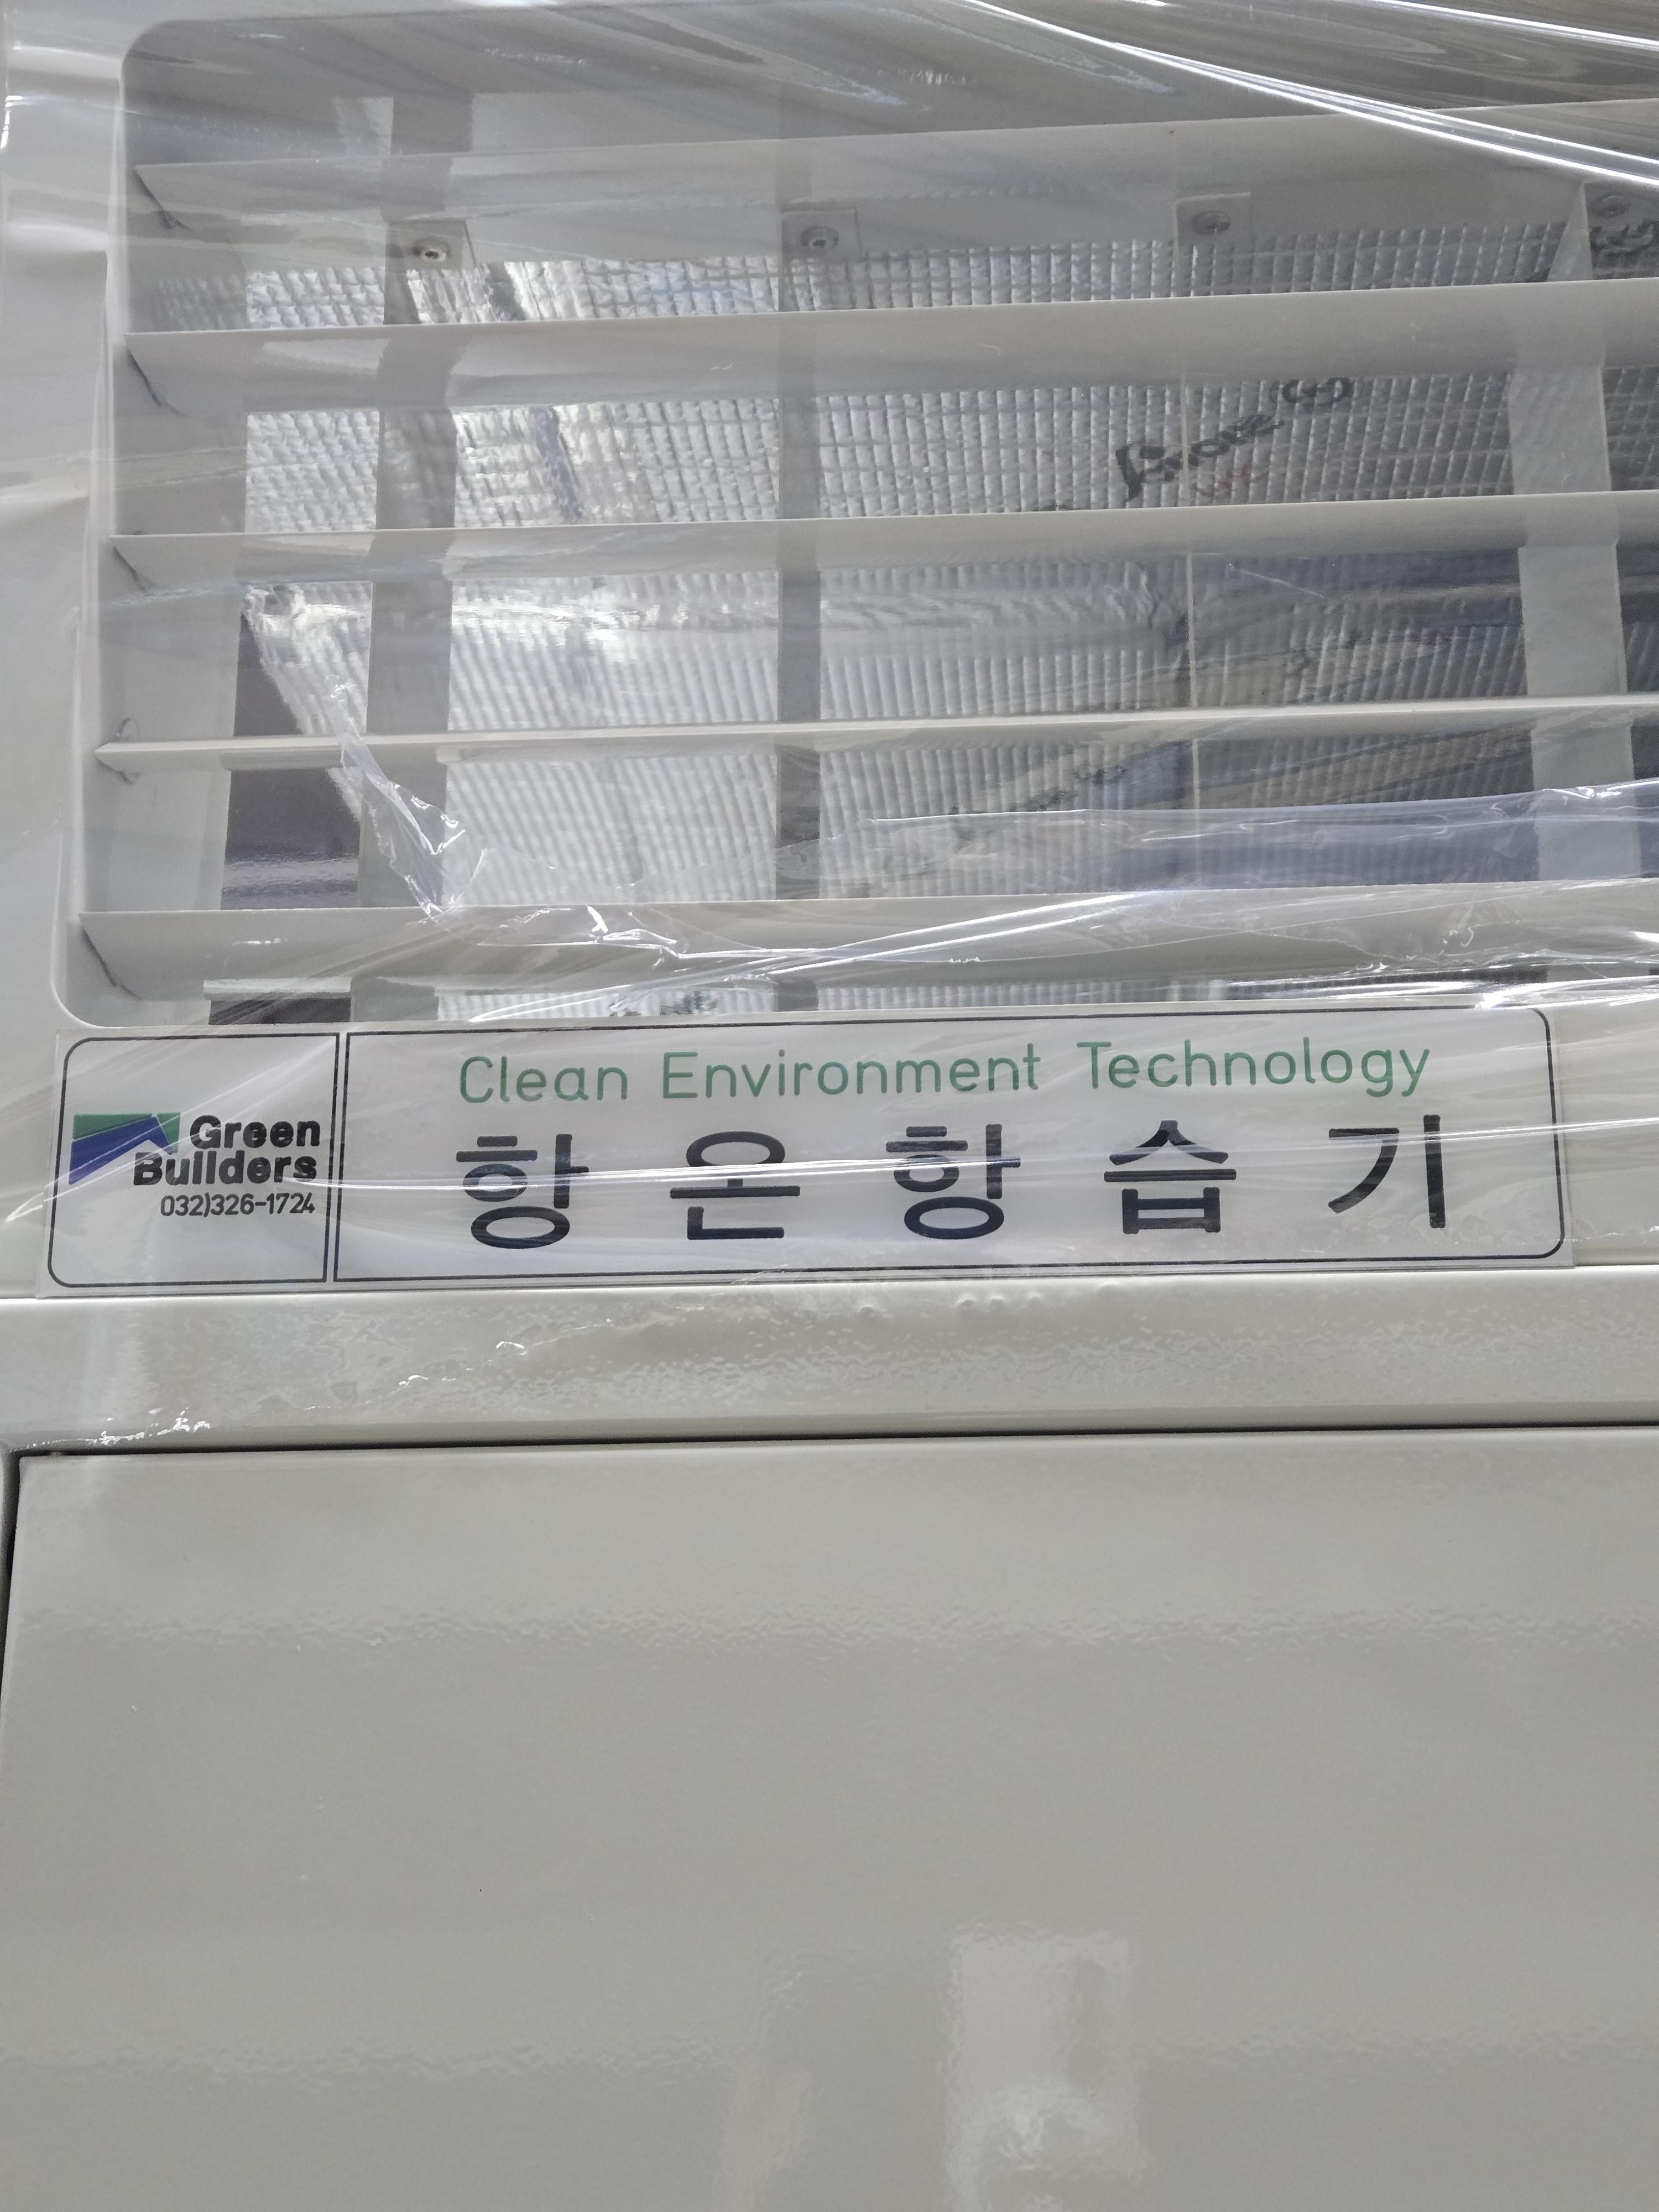 Green
Builders
032)326-1724
Clean Environment Technology
항온항습기